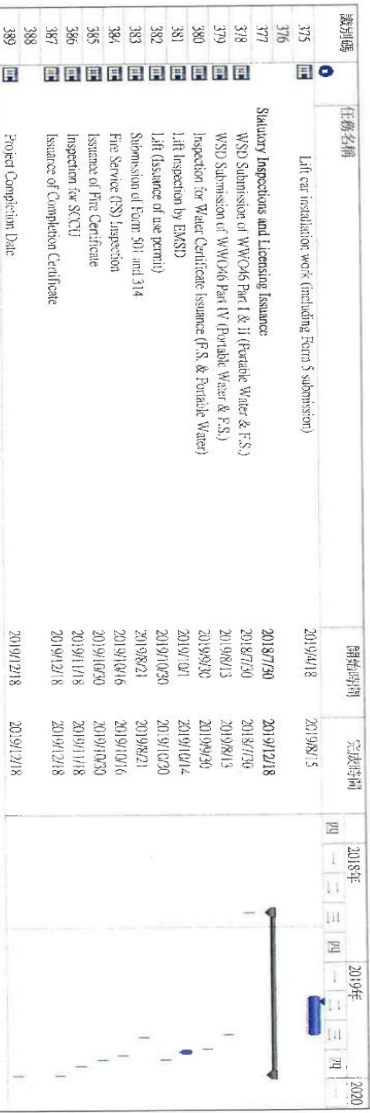 識別碼 任務名稱 開始時間 完成時間 2018年 2019年 2020
四 一 二 三 四 一 二 三 四 一
375 Lift car installation work (including Form 5 submission) 2019/4/18 2019/8/15
376
377 Statutory Inspections and Licensing Issuance 2018/7/30 2019/12/18
378 WSD Submission of WWO46 Part I & II (Portable Water & F.S.) 2018/7/30 2018/7/30
379 WSD Submission of WWO46 Part IV (Portable Water & F.S.) 2019/8/13 2019/8/13
380 Inspection for Water Certificate Issuance (F.S. & Portable Water) 2019/9/30 2019/9/30
381 Lift Inspection by EMSD 2019/10/1 2019/10/14
382 Lift (Issuance of use permit) 2019/10/30 2019/10/30
383 Submission of Form 501 and 314 2019/8/21 2019/8/21
384 Fire Service (FS) Inspection 2019/10/16 2019/10/16
385 Issuance of Fire Certificate 2019/10/30 2019/10/30
386 Inspection for SCCU 2019/11/18 2019/11/18
387 Issuance of Completion Certificate 2019/12/18 2019/12/18
388
389 Project Completion Date 2019/12/18 2019/12/18